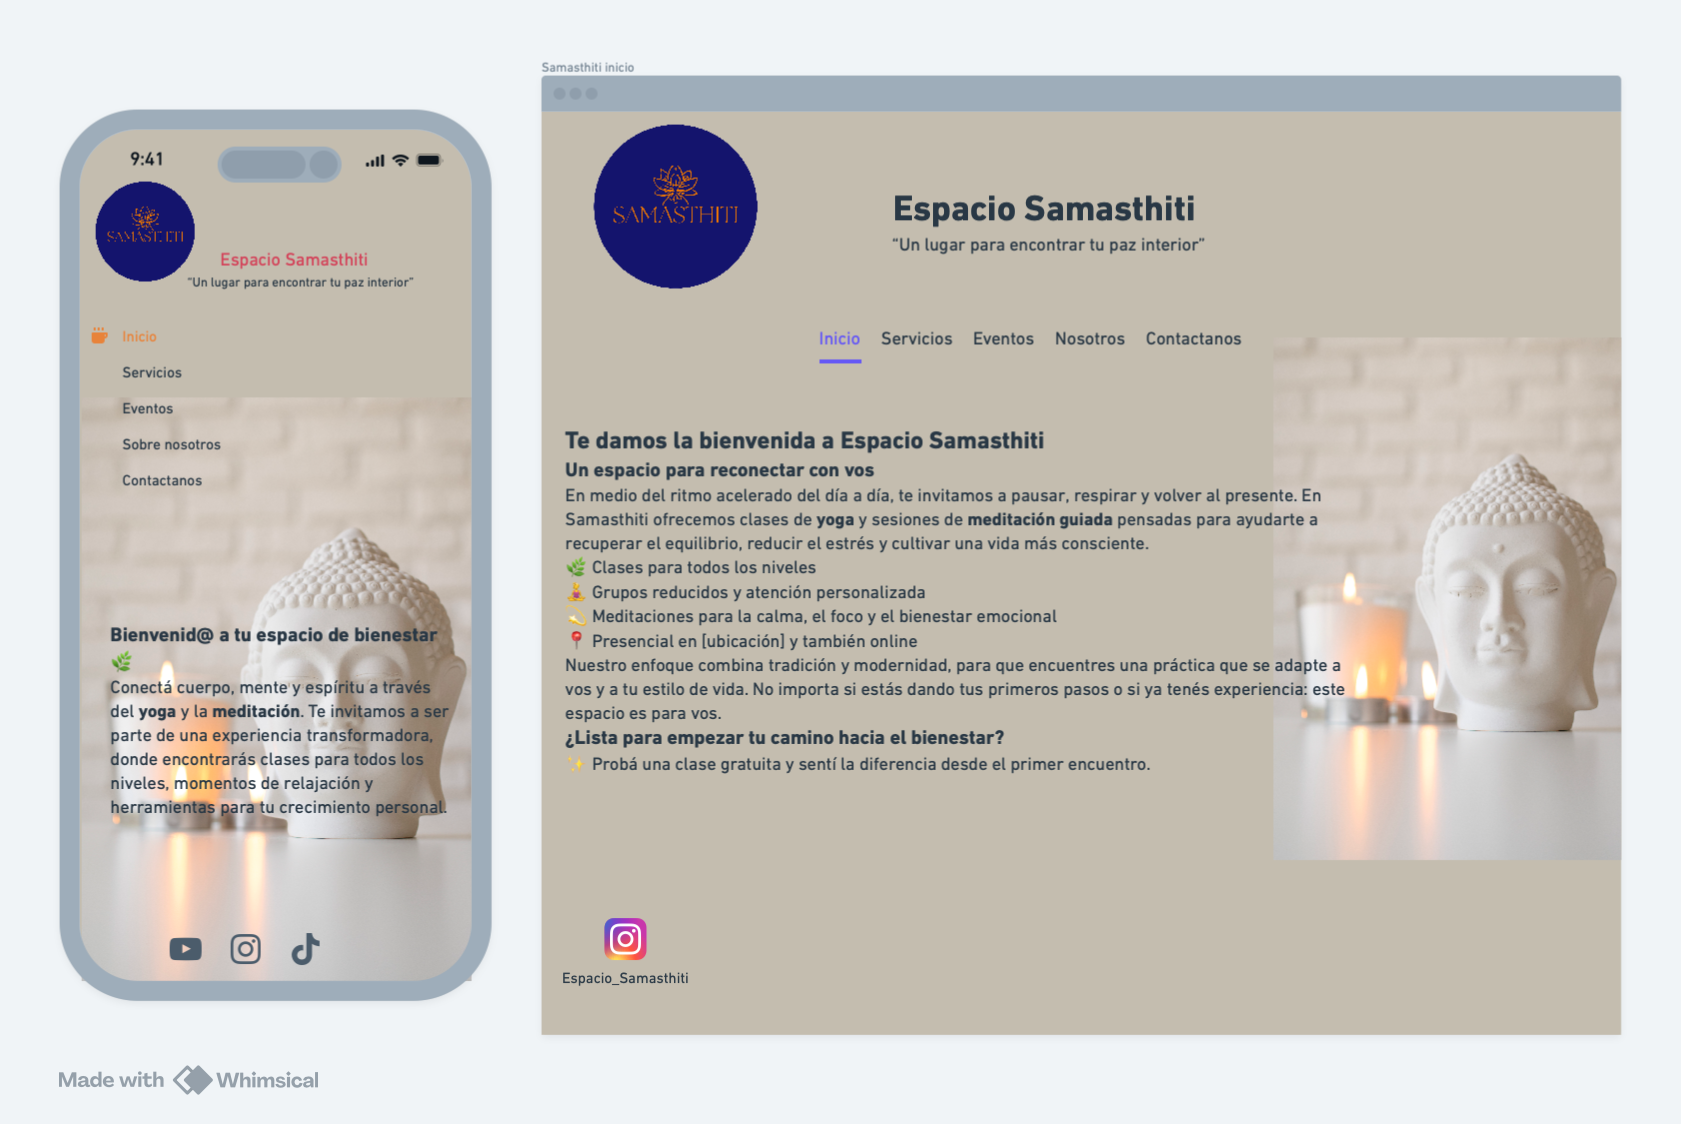 Samasthiti inicio
9:41
SAMASTHITI
Espacio Samasthiti
“Un lugar para encontrar tu paz interior”
Inicio
Servicios
Eventos
Sobre nosotros
Contactanos
Bienvenid@ a tu espacio de bienestar
🌿
Conectá cuerpo, mente y espíritu a través
del yoga y la meditación. Te invitamos a ser
parte de una experiencia transformadora,
donde encontrarás clases para todos los
niveles, momentos de relajación y
herramientas para tu crecimiento personal.
SAMASTHITI
Espacio Samasthiti
“Un lugar para encontrar tu paz interior”
Inicio Servicios Eventos Nosotros Contactanos
Te damos la bienvenida a Espacio Samasthiti
Un espacio para reconectar con vos
En medio del ritmo acelerado del día a día, te invitamos a pausar, respirar y volver al presente. En
Samasthiti ofrecemos clases de yoga y sesiones de meditación guiada pensadas para ayudarte a
recuperar el equilibrio, reducir el estrés y cultivar una vida más consciente.
🌿 Clases para todos los niveles
🧘 Grupos reducidos y atención personalizada
💫 Meditaciones para la calma, el foco y el bienestar emocional
📍 Presencial en [ubicación] y también online
Nuestro enfoque combina tradición y modernidad, para que encuentres una práctica que se adapte a
vos y a tu estilo de vida. No importa si estás dando tus primeros pasos o si ya tenés experiencia: este
espacio es para vos.
¿Lista para empezar tu camino hacia el bienestar?
✨ Probá una clase gratuita y sentí la diferencia desde el primer encuentro.
Espacio_Samasthiti
Made with Whimsical